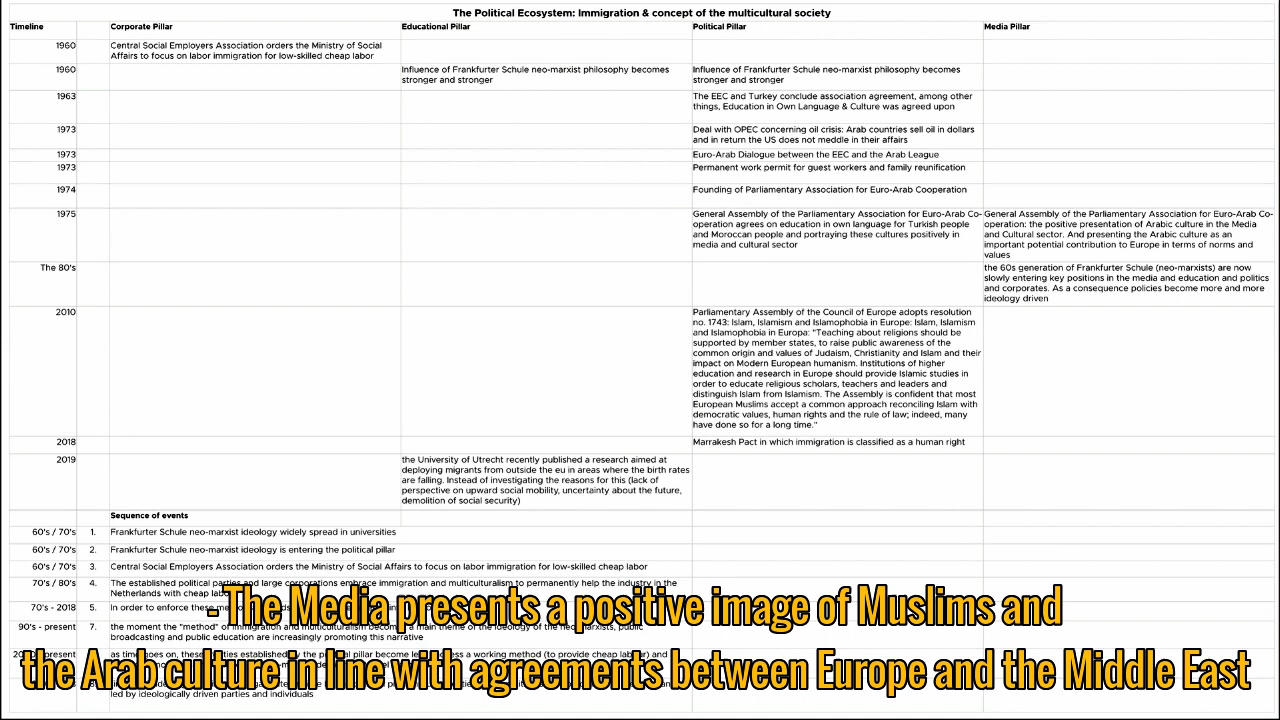 The Political Ecosystem: Immigration & concept of the multicultural society
Timeline Corporate Pillar Educational Pillar Political Pillar Media Pillar
1960 Central Social Employers Association orders the Ministry of Social
Affairs to focus on labor immigration for low-skilled cheap labor
1960 Influence of Frankfurter Schule neo-marxist philosophy becomes
stronger and stronger
Influence of Frankfurter Schule neo-marxist philosophy becomes
stronger and stronger
1963 The EEC and Turkey conclude association agreement, among other
things, Education in Own Language & Culture was agreed upon
1973 Deal with OPEC concerning oil crisis: Arab countries sell oil in dollars
and in return the US does not meddle in their affairs
1973 Euro-Arab Dialogue between the EEC and the Arab League
1973 Permanent work permit for guest workers and family reunification
1974 Founding of Parliamentary Association for Euro-Arab Cooperation
1975 General Assembly of the Parliamentary Association for Euro-Arab Co-
operation agrees on education in own language for Turkish people
and Moroccan people and portraying these cultures positively in
media and cultural sector
General Assembly of the Parliamentary Association for Euro-Arab Co-
operation: the positive presentation of Arabic culture in the Media
and Cultural sector. And presenting the Arabic culture as an
important potential contribution to Europe in terms of norms and
values
The 80's the 60s generation of Frankfurter Schule (neo-marxists) are now
slowly entering key positions in the media and education and politics
and corporates. As a consequence policies become more and more
ideology driven
2010 Parliamentary Assembly of the Council of Europe adopts resolution
no. 1743: Islam, Islamism and Islamophobia in Europe: Islam, Islamism
and Islamophobia in Europa: "Teaching about religions should be
supported by member states, to raise public awareness of the
common origin and values of Judaism, Christianity and Islam and their
impact on Modern European humanism. Institutions of higher
education and research in Europe should provide Islamic studies in
order to educate religious scholars, teachers and leaders and
distinguish Islam from Islamism. The Assembly is confident that most
European Muslims accept a common approach reconciling Islam with
democratic values, human rights and the rule of law; indeed, many
have done so for a long time."
2018 Marrakesh Pact in which immigration is classified as a human right
2019 the University of Utrecht recently published a research aimed at
deploying migrants from outside the eu in areas where the birth rates
are falling. Instead of investigating the reasons for this (lack of
perspective on upward social mobility, uncertainty about the future,
demolition of social security)
Sequence of events
60's / 70's 1. Frankfurter Schule neo-marxist ideology widely spread in universities
60's / 70's 2. Frankfurter Schule neo-marxist ideology is entering the political pillar
60's / 70's 3. Central Social Employers Association orders the Ministry of Social Affairs to focus on labor immigration for low-skilled cheap labor
70's / 80's 4. The established political parties and large corporations embrace immigration and multiculturalism to permanently help the industry in the
Netherlands with cheap
70's - 2018 5. In order to enforce these
90's - present 7. the moment the "method" of immigration and multiculturalism a main theme of the ideology of the neo marxists, public
broadcasting and public education are increasingly promoting this narrative
present as time goes on, these established by the pillar become a working method (to provide cheap and
led by ideologically driven parties and individuals
-The Media presents a positive image of Muslims and
the Arab culture in line with agreements between Europe and the Middle East